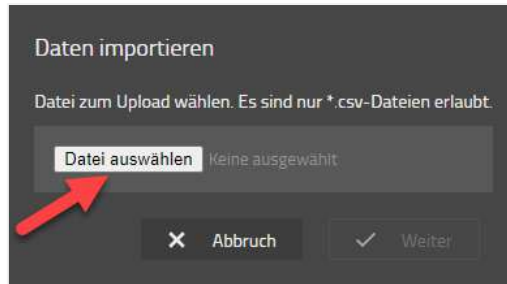 Daten importieren
Datei zum Upload wählen. Es sind nur *.csv-Dateien erlaubt.
Datei auswählen Keine ausgewählt
Abbruch Weiter